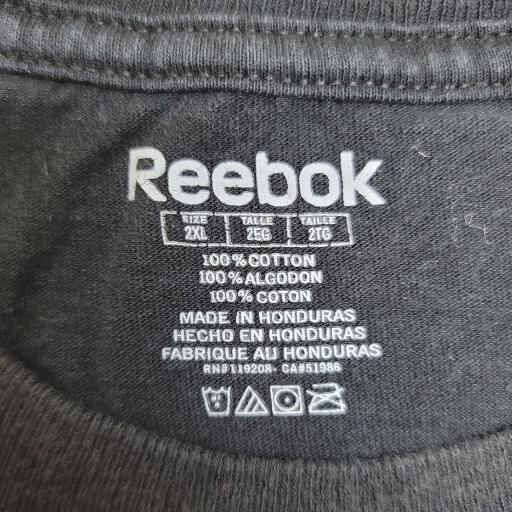 Reebok
SIZE TALLE TAILLE
2XL 2EG 2TG
100% COTTON
100% ALGODON
100% COTON
MADE IN HONDURAS
HECHO EN HONDURAS
FABRIQUE AU HONDURAS
RN#119208- CA#51986